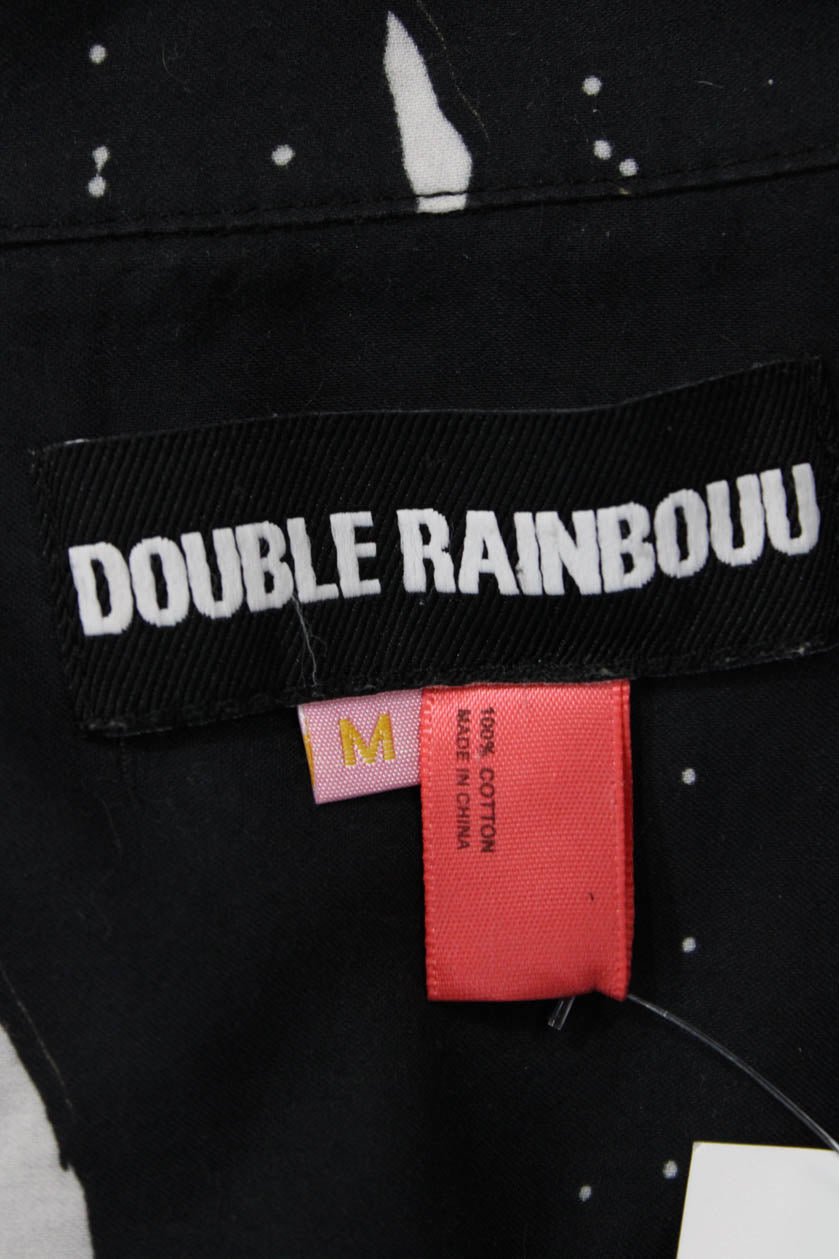 DOUBLE RAINBOUU
M
100% COTTON
MADE IN CHINA